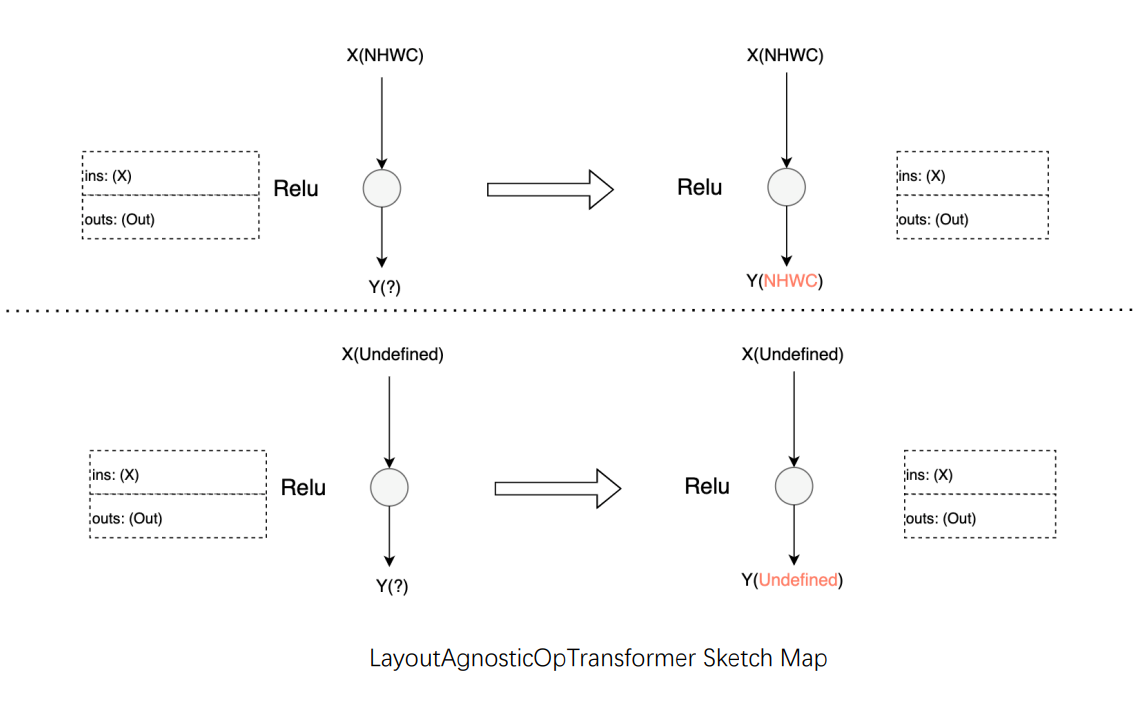 X(NHWC)
X(NHWC)
ins: (X)
Relu
Relu
ins: (X)
outs: (Out)
outs: (Out)
Y(?)
Y(NHWC)
X(Undefined)
X(Undefined)
ins: (X)
Relu
Relu
ins: (X)
outs: (Out)
outs: (Out)
Y(?)
Y(Undefined)
LayoutAgnosticOpTransformer Sketch Map